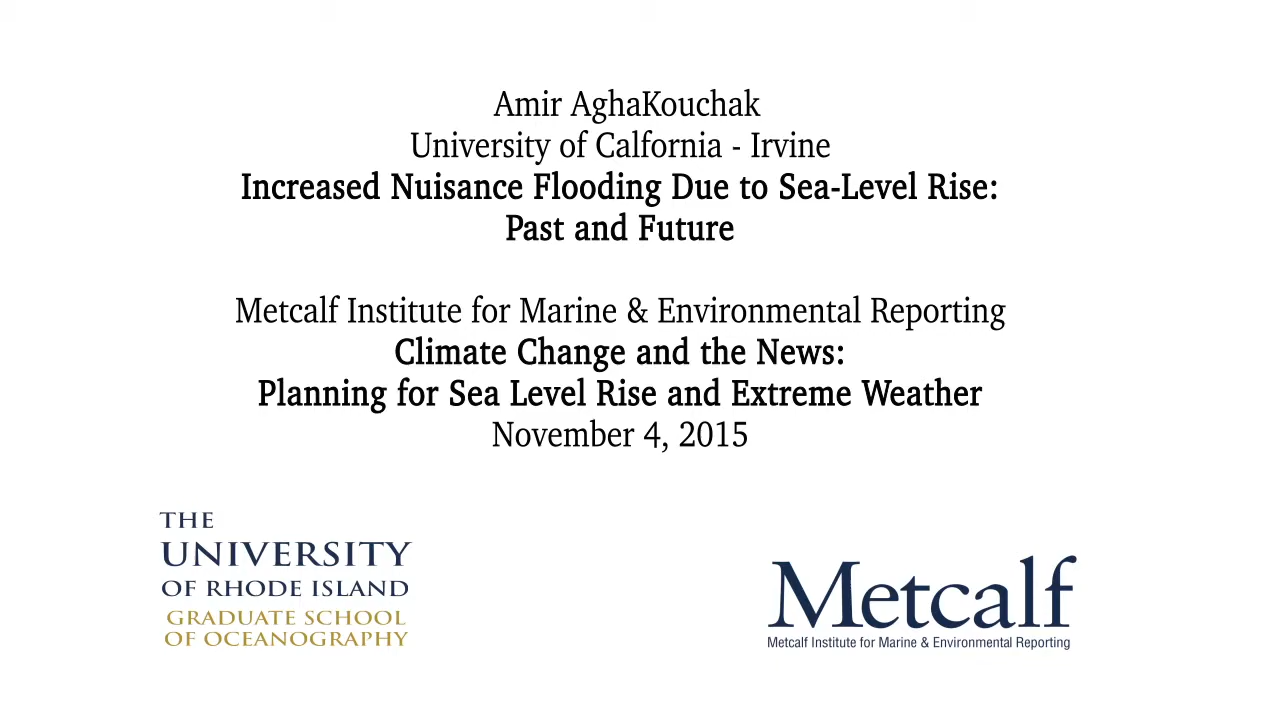 Amir AghaKouchak
University of Calfornia - Irvine
Increased Nuisance Flooding Due to Sea-Level Rise:
Past and Future
Metcalf Institute for Marine & Environmental Reporting
Climate Change and the News:
Planning for Sea Level Rise and Extreme Weather
November 4, 2015
THE
UNIVERSITY
OF RHODE ISLAND
GRADUATE SCHOOL
OF OCEANOGRAPHY
Metcalf
Metcalf Institute for Marine & Environmental Reporting